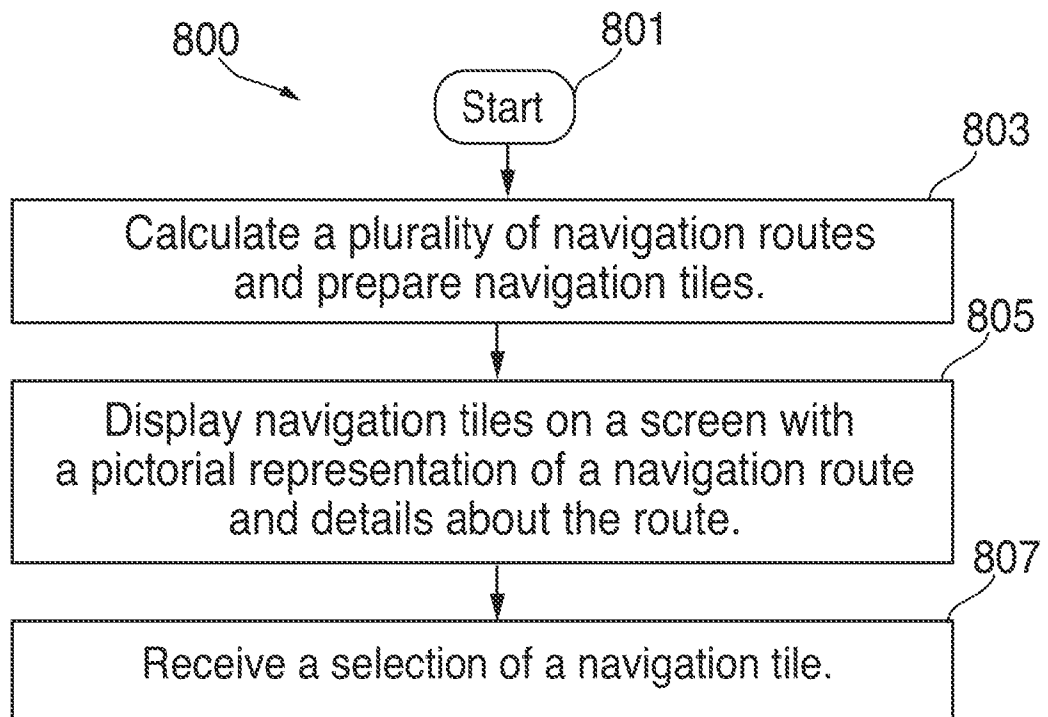 800
801
Start
803
Calculate a plurality of navigation routes
and prepare navigation tiles.
805
Display navigation tiles on a screen with
a pictorial representation of a navigation route
and details about the route.
807
Receive a selection of a navigation tile.